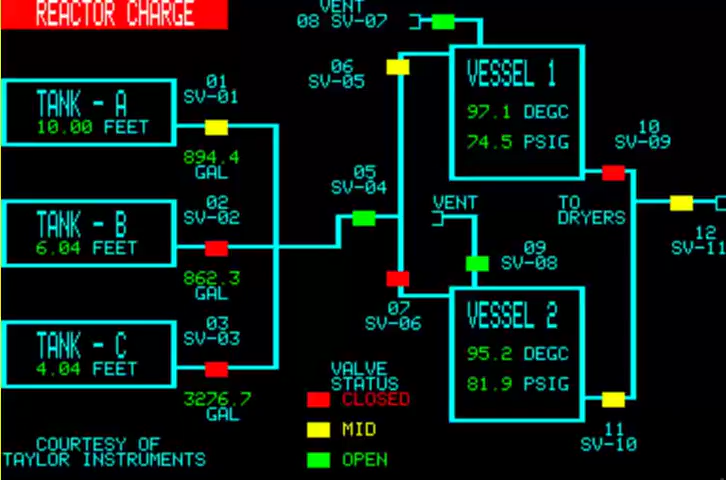 REACTOR CHARGE
VENT
08 SV-07
06
SV-05
VESSEL 1
97.1 DEGC
74.5 PSIG
01
SV-01
TANK - A
10.00 FEET
894.4
GAL
10
SV-09
05
SV-04
02
SV-02
TANK - B
6.04 FEET
862.3
GAL
VENT
TO
DRYERS
12
SV-11
09
SV-08
07
SV-06
VESSEL 2
95.2 DEGC
81.9 PSIG
03
SV-03
TANK - C
4.04 FEET
3276.7
GAL
VALVE
STATUS
CLOSED
MID
OPEN
11
SV-10
COURTESY OF
TAYLOR INSTRUMENTS